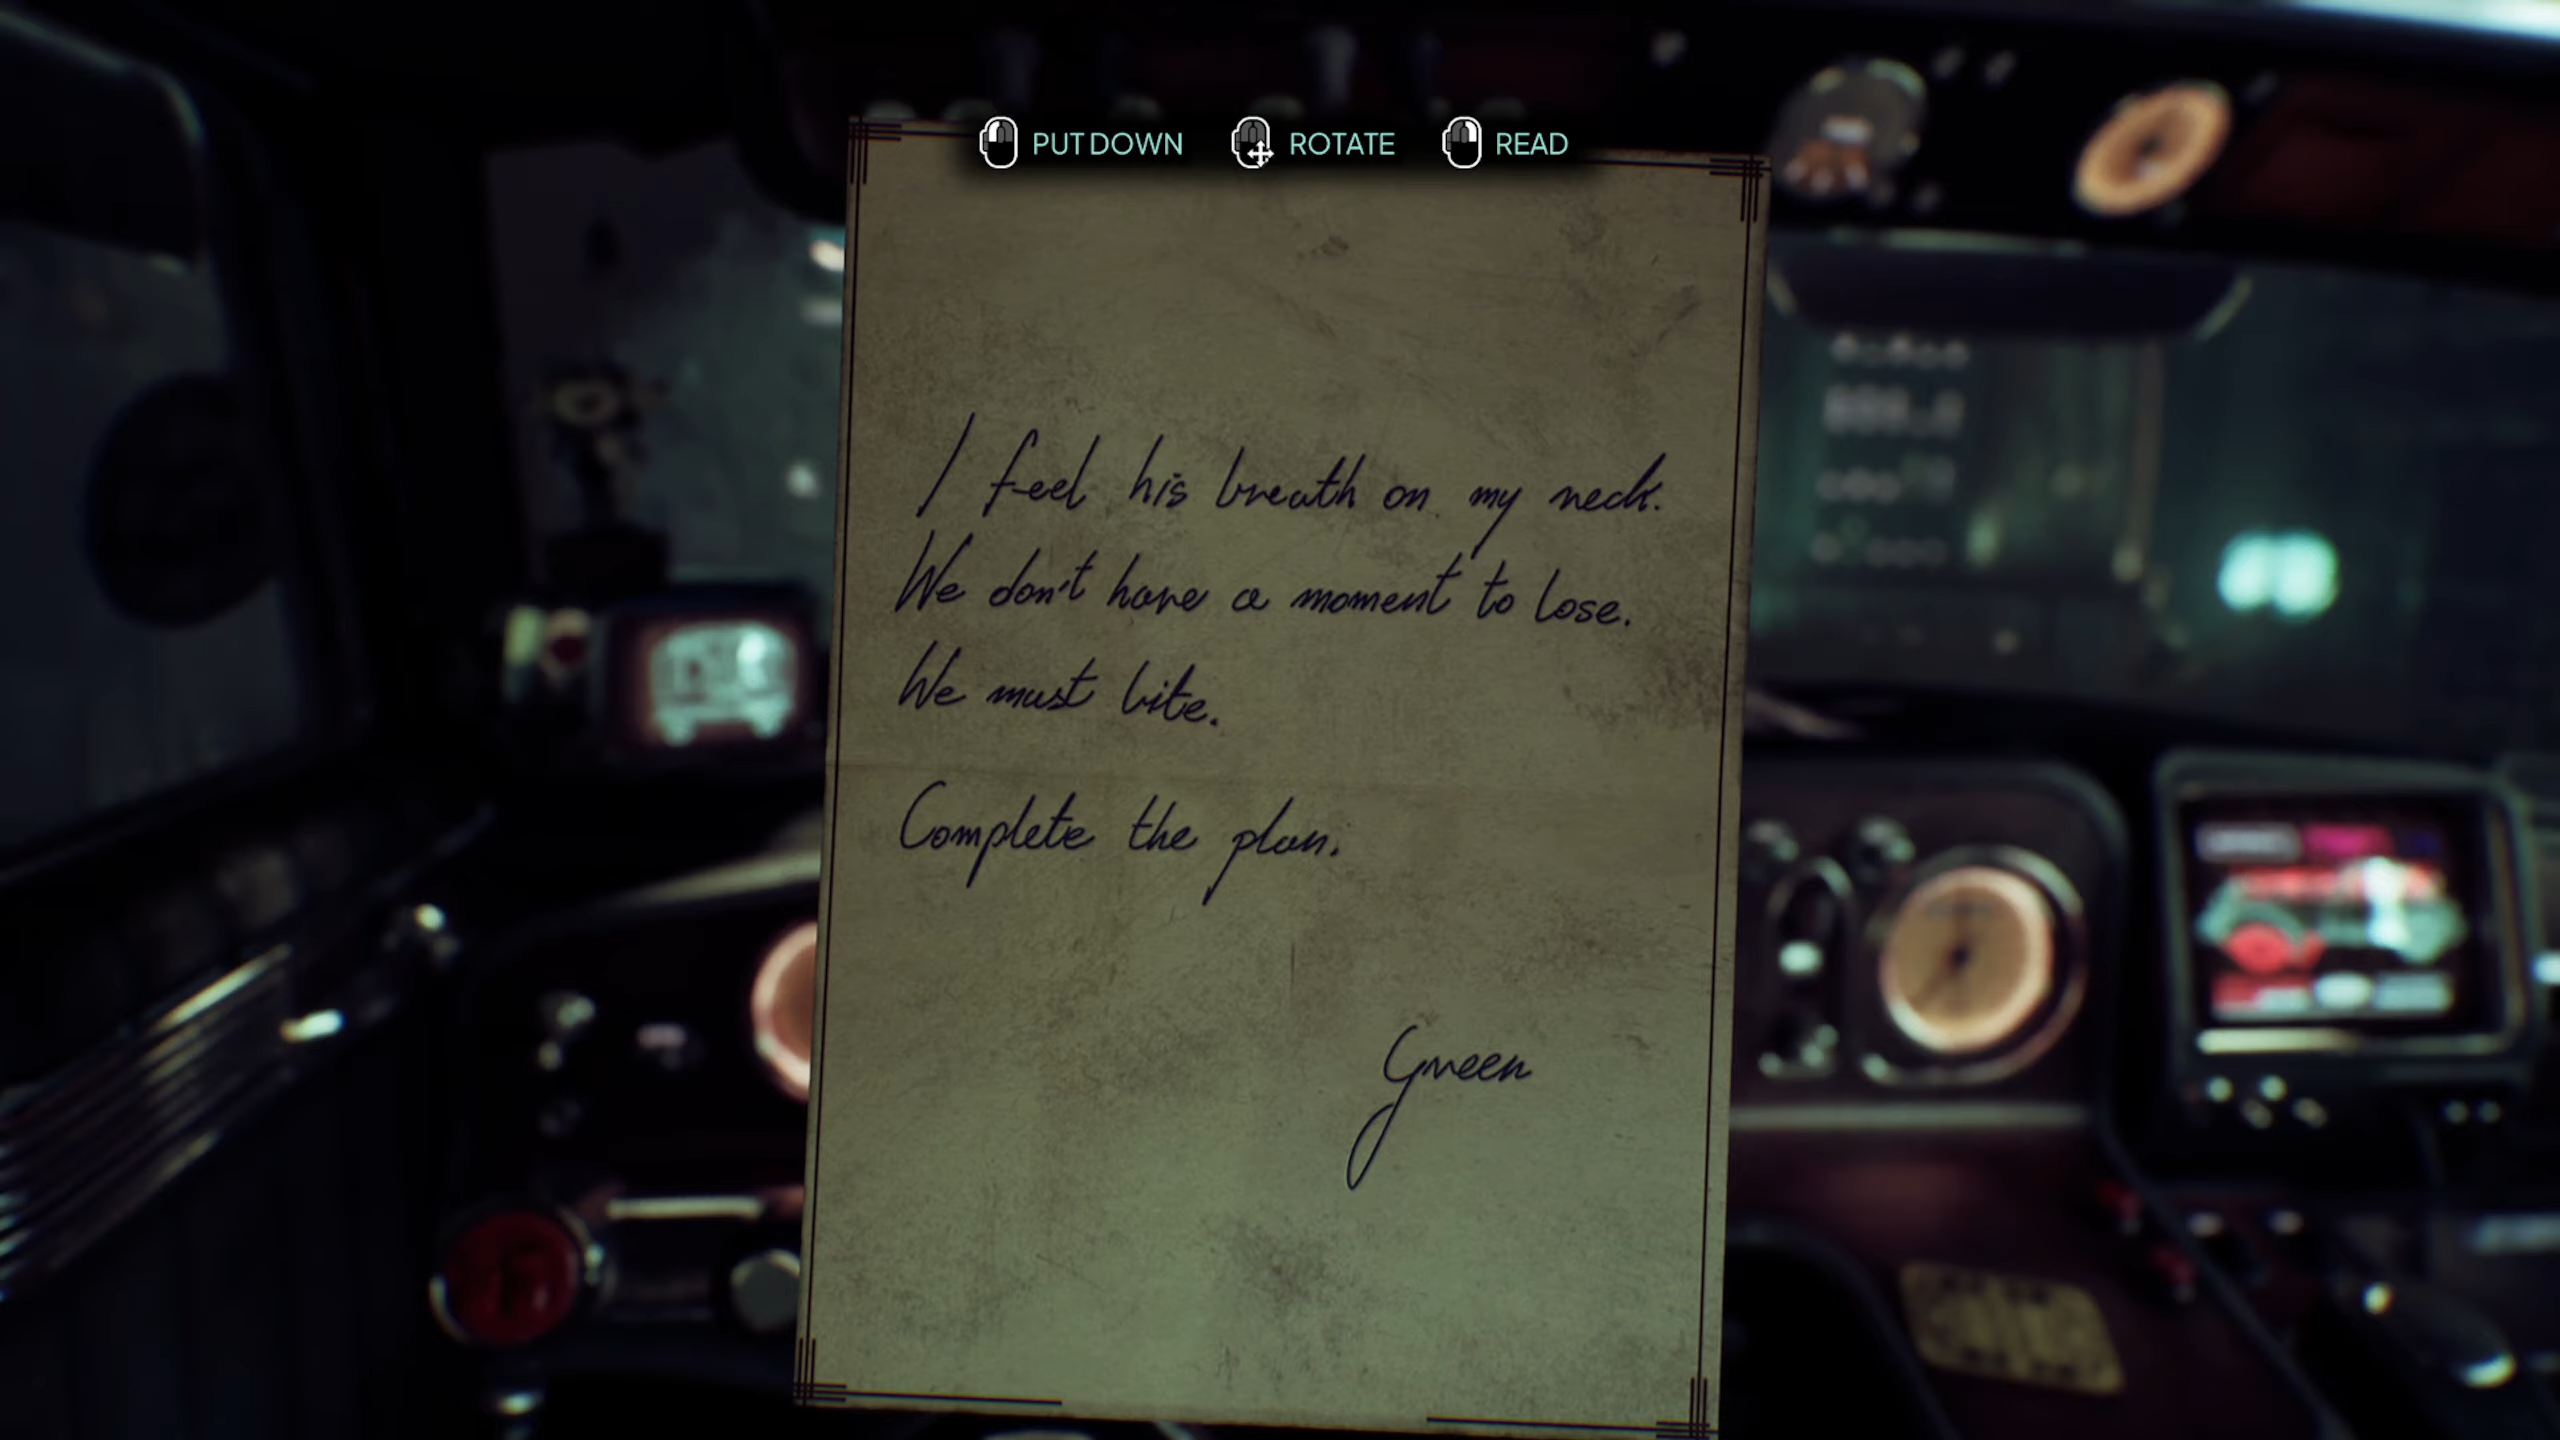 PUT DOWN ROTATE READ
I feel his breath on my neck.
We don't have a moment to lose.
We must bite.
Complete the plan.
Green